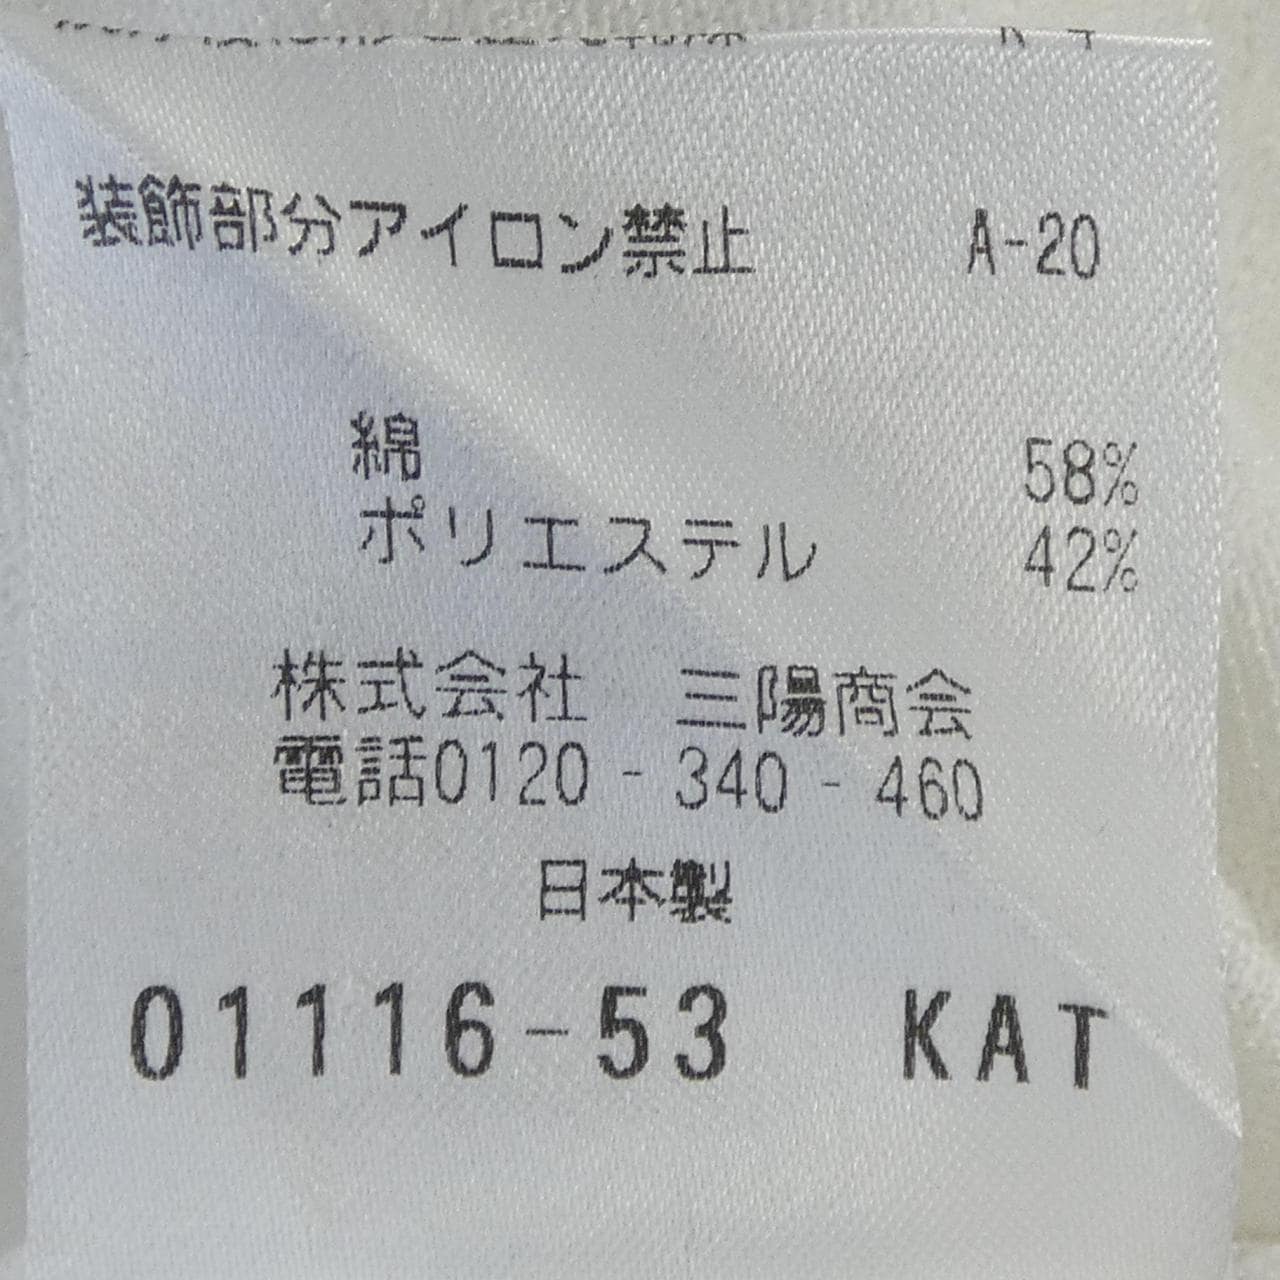 装飾部分アイロン禁止 A-20
綿 58%
ポリエステル 42%
株式会社 三陽商会
電話0120-340-460
日本製
01116-53 KAT